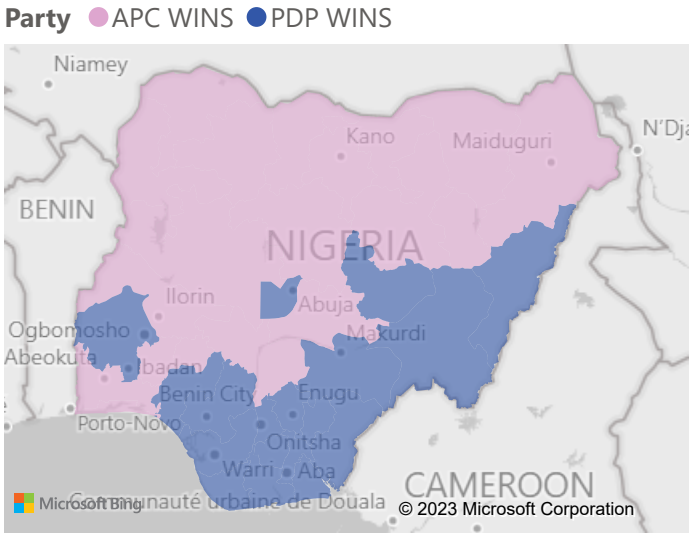 Party APC WINS PDP WINS
Niamey
Kano
Maiduguri
N'Dja
BENIN
NIGERIA
Ilorin
Abuja
Ogbomosho
Makurdi
Abeokuta
Ibadan
Benin City
Enugu
Porto-Novo
Onitsha
Warri
Aba
CAMEROON
Microsoft Bing
Communauté urbaine de Douala
© 2023 Microsoft Corporation